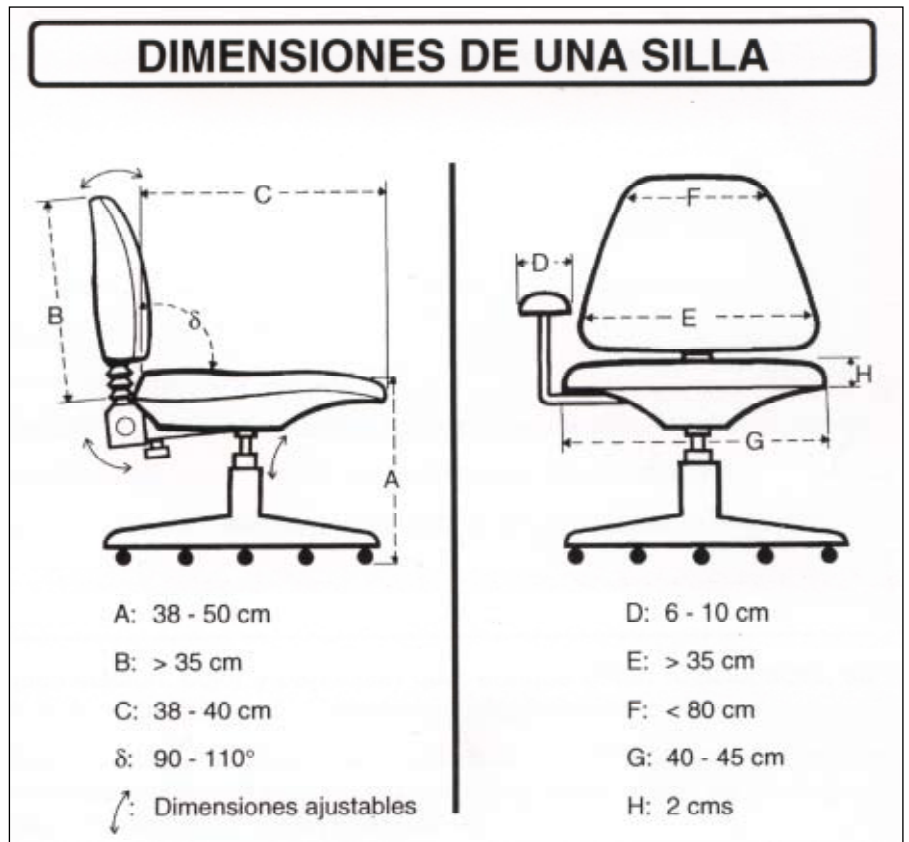 DIMENSIONES DE UNA SILLA
C
B
δ
A
F
D
E
H
G
A: 38 - 50 cm
B: > 35 cm
C: 38 - 40 cm
δ: 90 - 110°
: Dimensiones ajustables
D: 6 - 10 cm
E: > 35 cm
F: < 80 cm
G: 40 - 45 cm
H: 2 cms